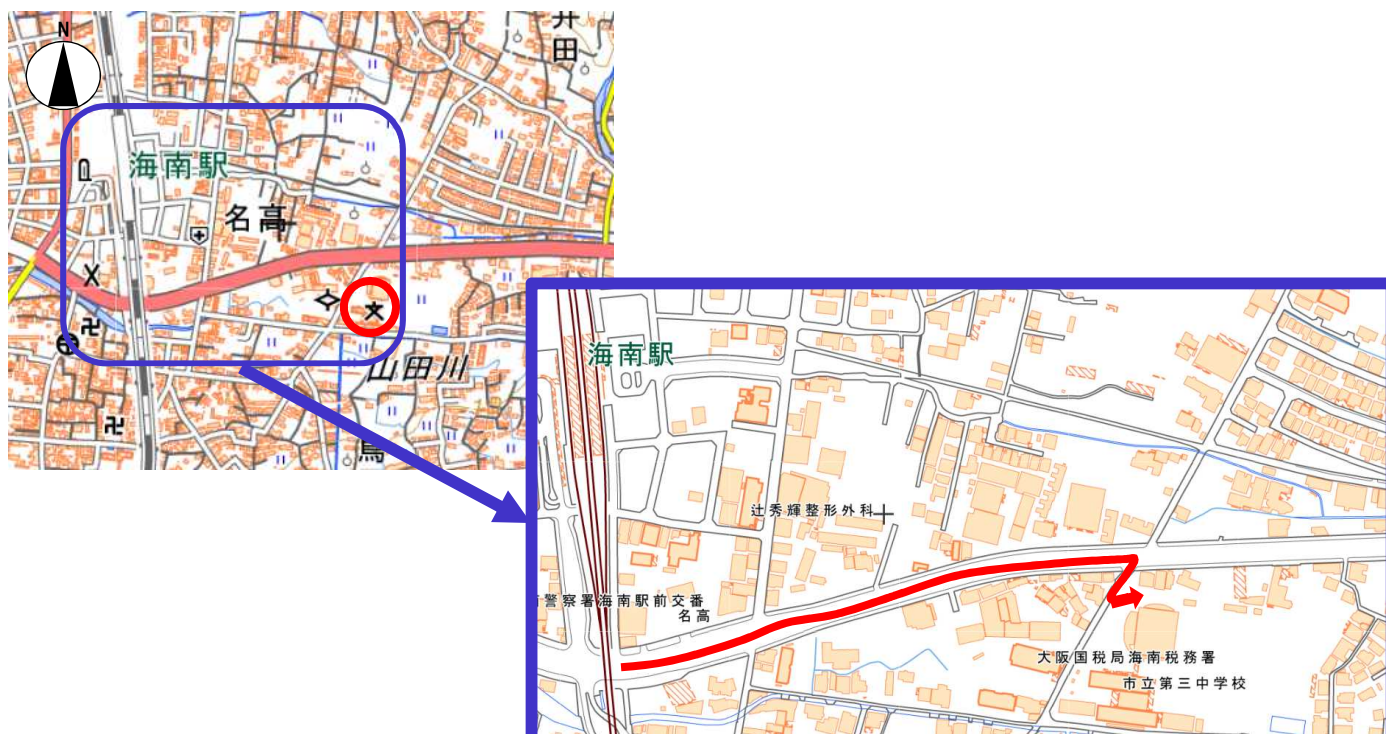 N
井田
海南駅
名高
山田川
海南駅
辻秀輝整形外科
警察署海南駅前交番
名高
大阪国税局海南税務署
市立第三中学校